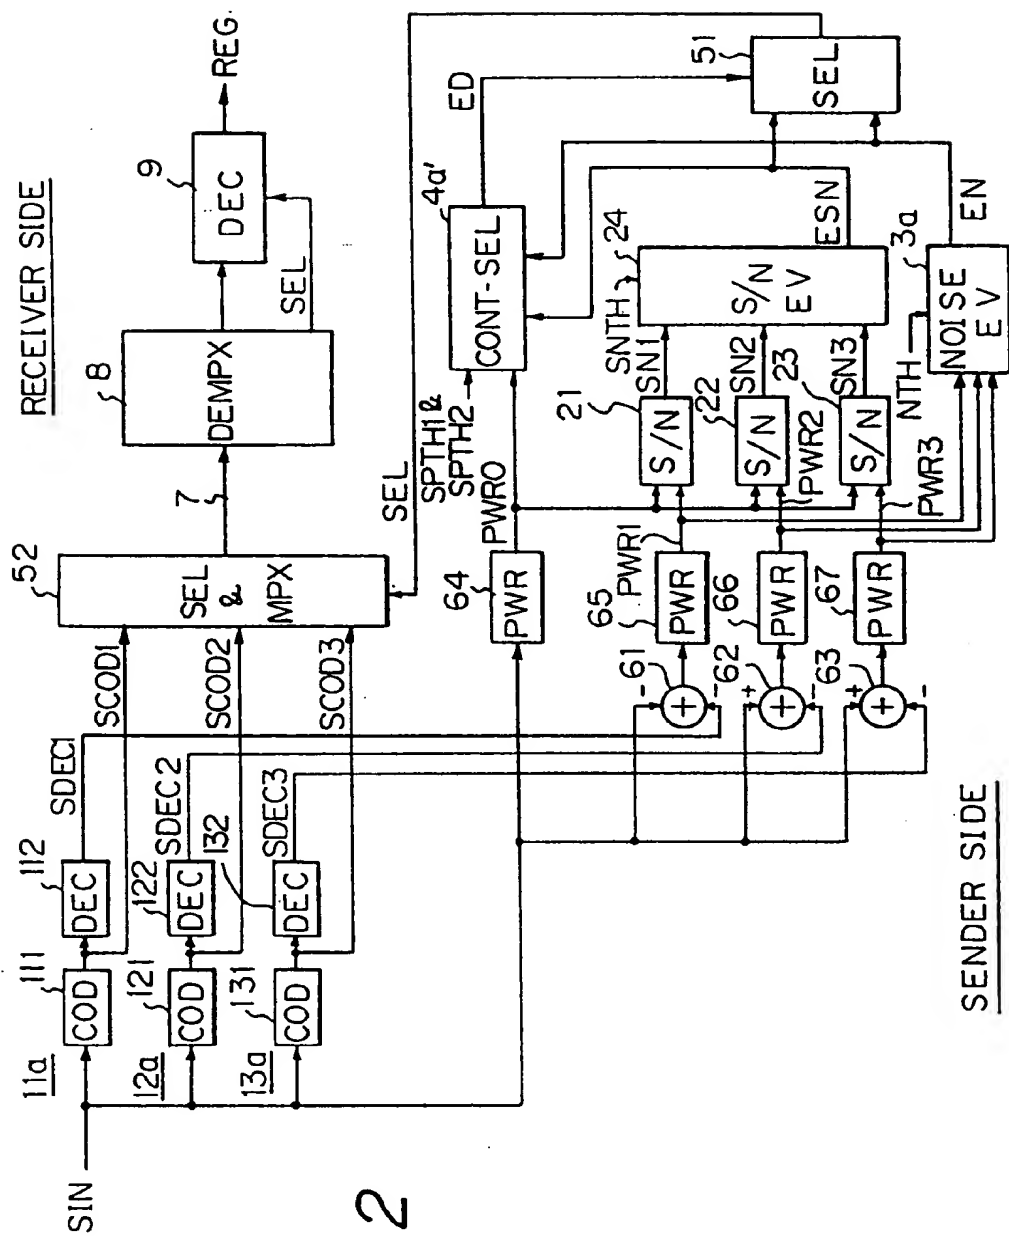 RECEIVER SIDE
SIN
11a
111
COD
112
DEC
SDEC1
SCOD1
12a
121
COD
122
DEC
SDEC2
SCOD2
13a
131
COD
132
DEC
SDEC3
SCOD3
52
SEL
&
MPX
7
8
DEMPX
SEL
9
DEC
REG.
SEL
64
PWR
PWR0
SPTH1 &
SPTH2
4a'
CONT-SEL
ED
51
SEL
61
+
-
-
65
PWR
PWR1
21
S/N
SN1
62
+
+
-
66
PWR
PWR2
22
S/N
SN2
63
+
+
-
67
PWR
PWR3
23
S/N
SN3
SNTH
24
S/N
EV
ESN
NTH
3a
NOISE
EV
EN
SENDER SIDE
2